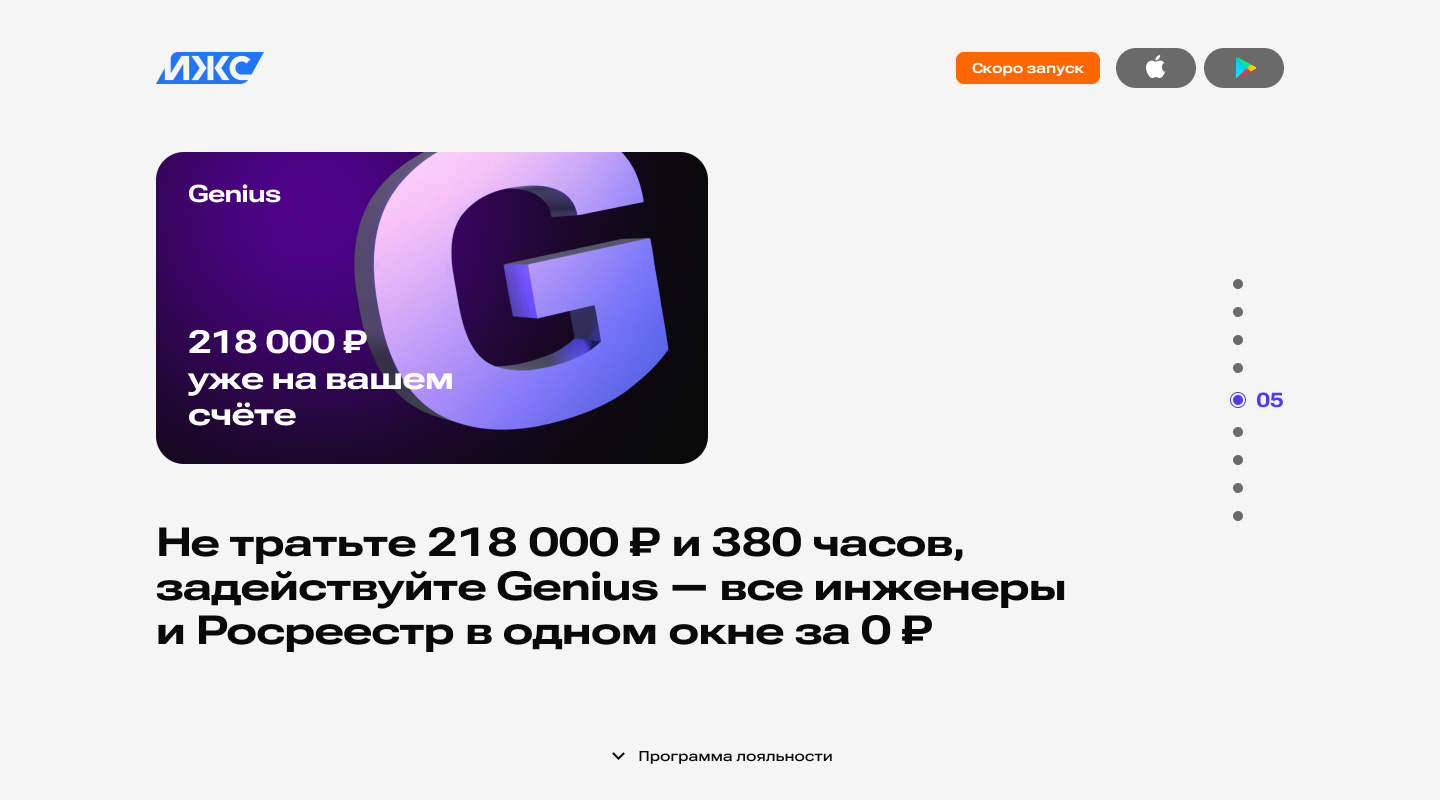 ИЖС
Скоро запуск
Genius
218 000 ₽
уже на вашем
счёте
05
Не тратьте 218 000 ₽ и 380 часов,
задействуйте Genius — все инженеры
и Росреестр в одном окне за 0 ₽
Программа лояльности